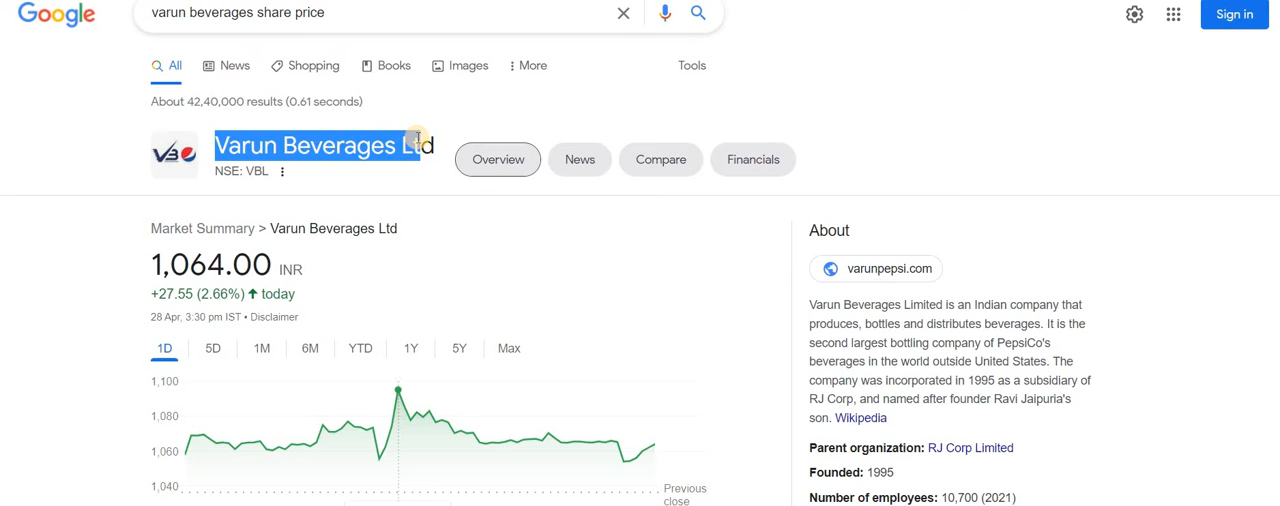 Google
varun beverages share price
Sign in
All News Shopping Books Images More Tools
About 42,40,000 results (0.61 seconds)
Varun Beverages Ltd
NSE: VBL
Overview News Compare Financials
Market Summary > Varun Beverages Ltd
1,064.00 INR
+27.55 (2.66%) today
28 Apr, 3:30 pm IST • Disclaimer
1D 5D 1M 6M YTD 1Y 5Y Max
1,100
1,080
1,060
1,040
Previous
close
About
varunpepsi.com
Varun Beverages Limited is an Indian company that
produces, bottles and distributes beverages. It is the
second largest bottling company of PepsiCo's
beverages in the world outside United States. The
company was incorporated in 1995 as a subsidiary of
RJ Corp, and named after founder Ravi Jaipuria's
son. Wikipedia
Parent organization: RJ Corp Limited
Founded: 1995
Number of employees: 10,700 (2021)